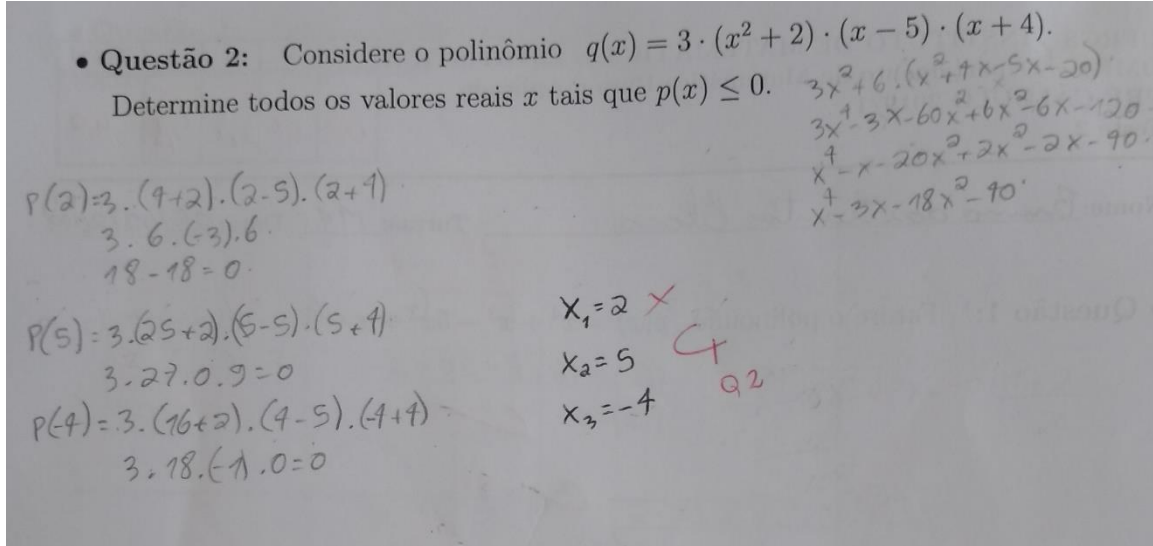 • Questão 2: Considere o polinômio q(x) = 3 · (x² + 2) · (x − 5) · (x + 4).
Determine todos os valores reais x tais que p(x) ≤ 0.
3x²+6.(x²+4x-5x-20)
3x⁴-3x-60x²+6x²-6x-120
x⁴-x-20x²+2x²-2x-40
x⁴-3x-18x²-40
P(2)=3.(4+2).(2-5).(2+4)
3.6.(-3).6
18-18=0
P(5)=3.(25+2).(5-5).(5+4)
3.27.0.9=0
P(-4)=3.(16+2).(4-5).(-4+4)
3.18.(-1).0=0
X₁=2 X
X₂=5
X₃=-4
Q2